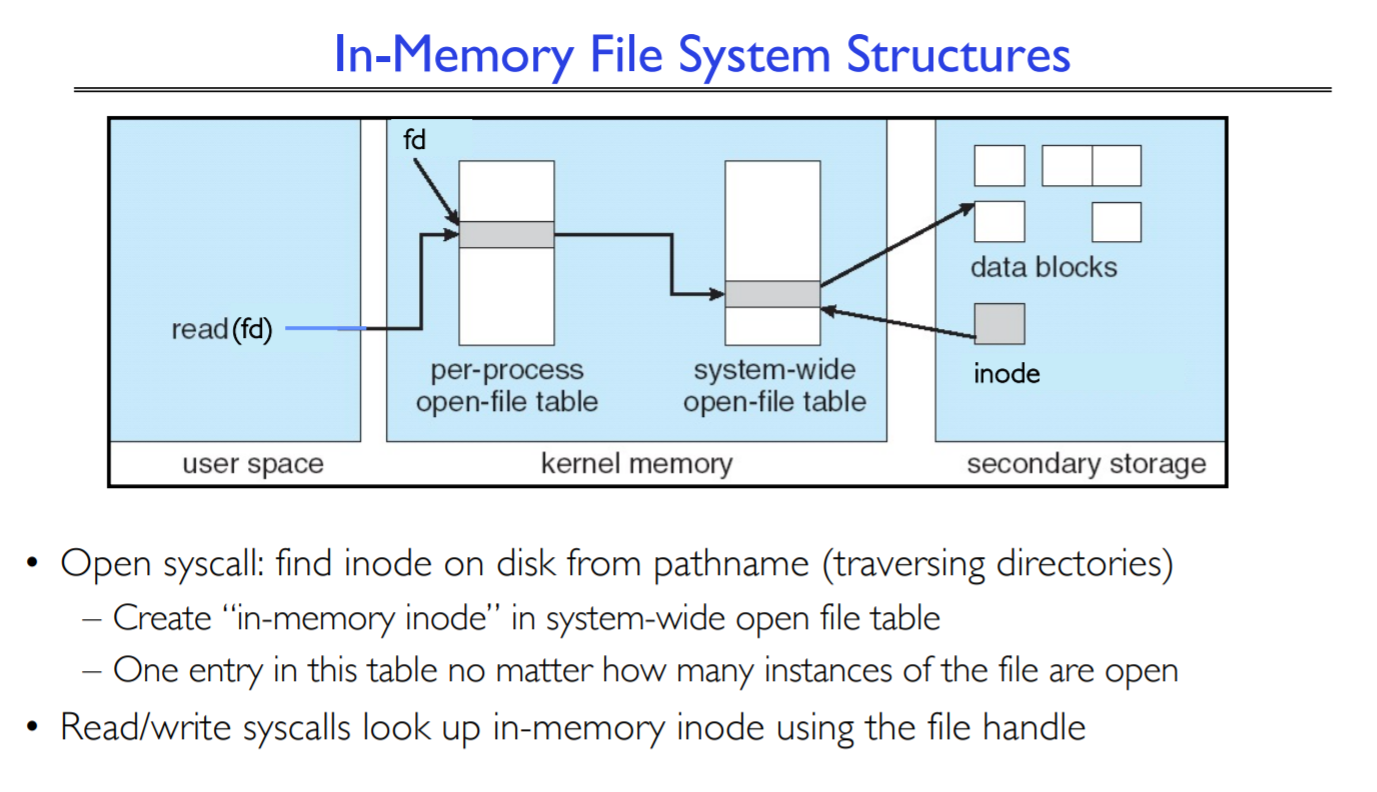 In-Memory File System Structures
fd
data blocks
read(fd)
per-process
open-file table
system-wide
open-file table
inode
user space
kernel memory
secondary storage
• Open syscall: find inode on disk from pathname (traversing directories)
– Create “in-memory inode” in system-wide open file table
– One entry in this table no matter how many instances of the file are open
• Read/write syscalls look up in-memory inode using the file handle